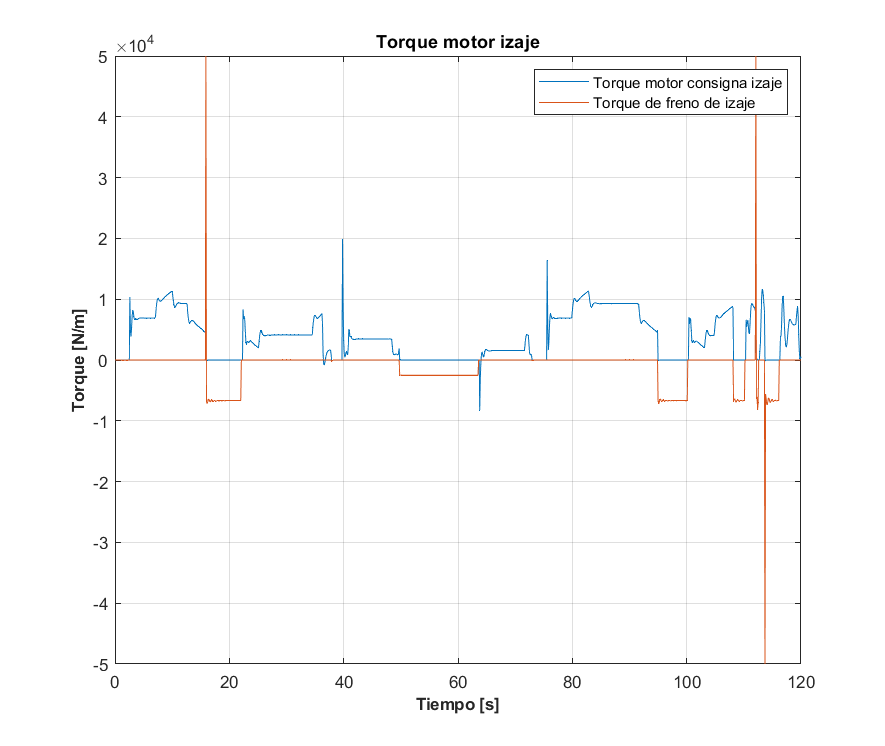 Torque motor izaje
×10⁴
Torque motor consigna izaje
Torque de freno de izaje
5
4
3
2
1
0
-1
-2
-3
-4
-5
Torque [N/m]
0 20 40 60 80 100 120
Tiempo [s]